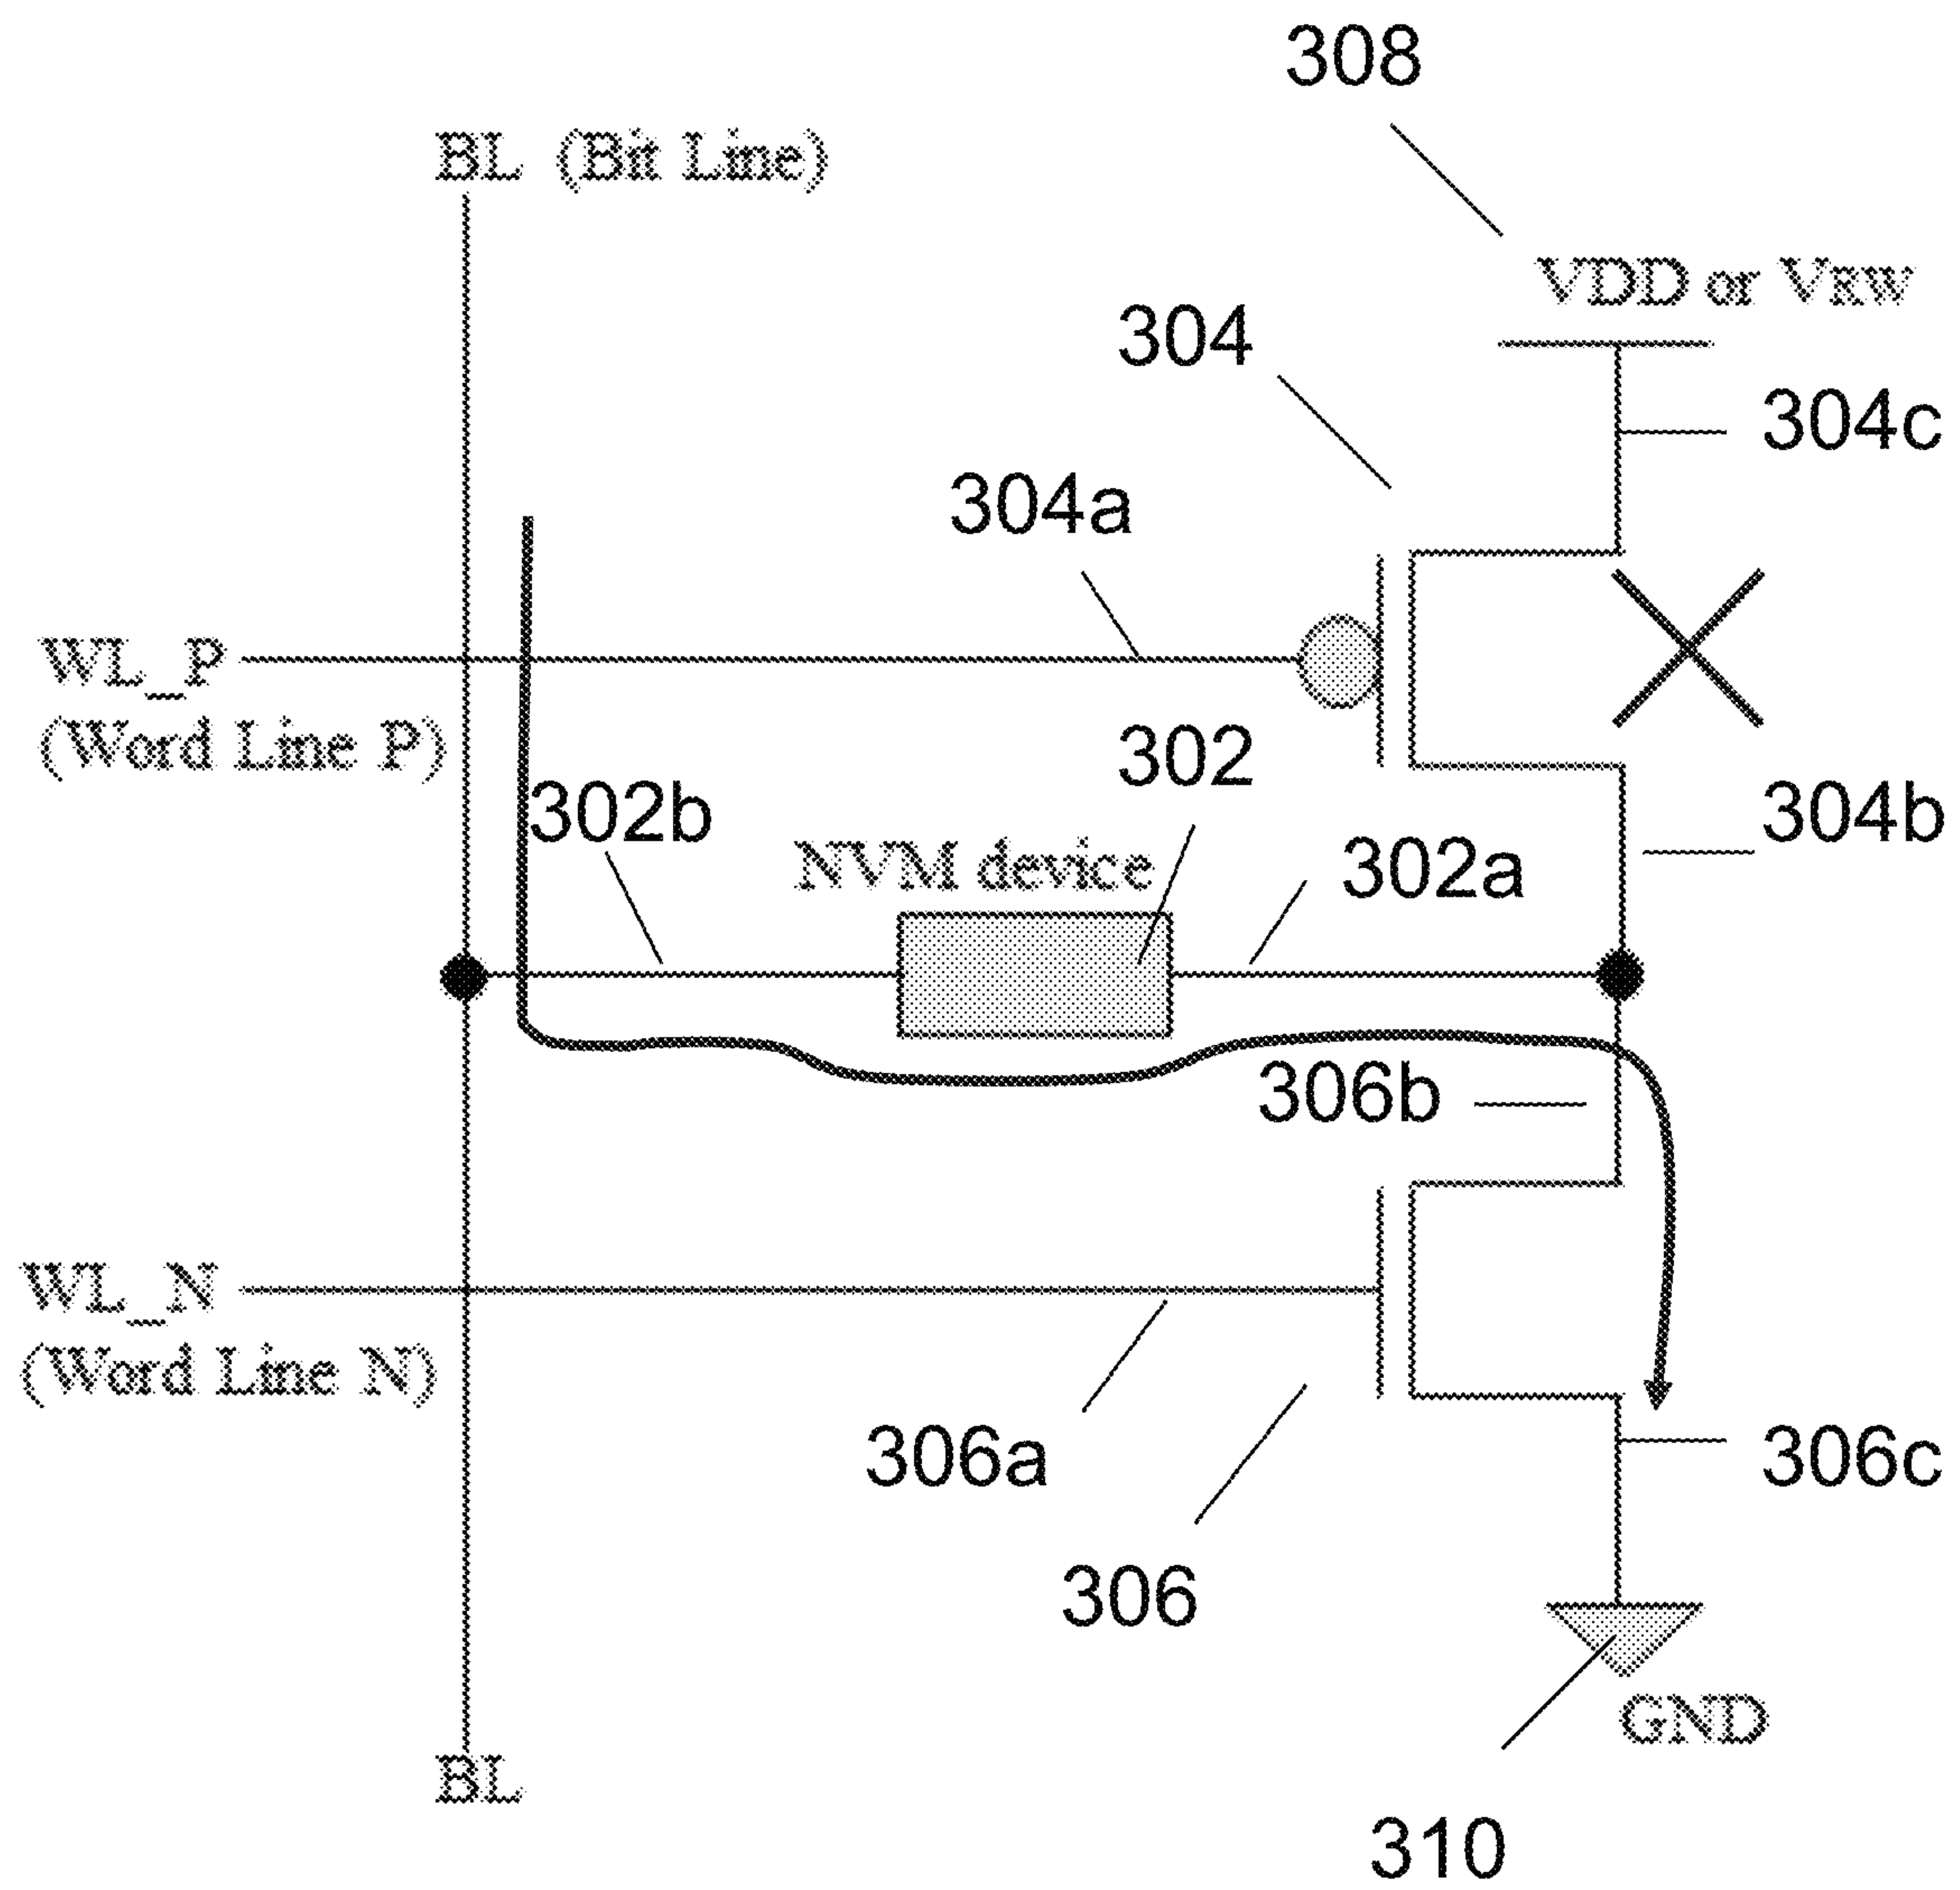 308
BL (Bit Line)
VDD or VRW
304
304c
304a
WL_P
(Word Line P)
302
302b
304b
NVM device
302a
306b
WL_N
(Word Line N)
306a
306c
306
GND
BL
310